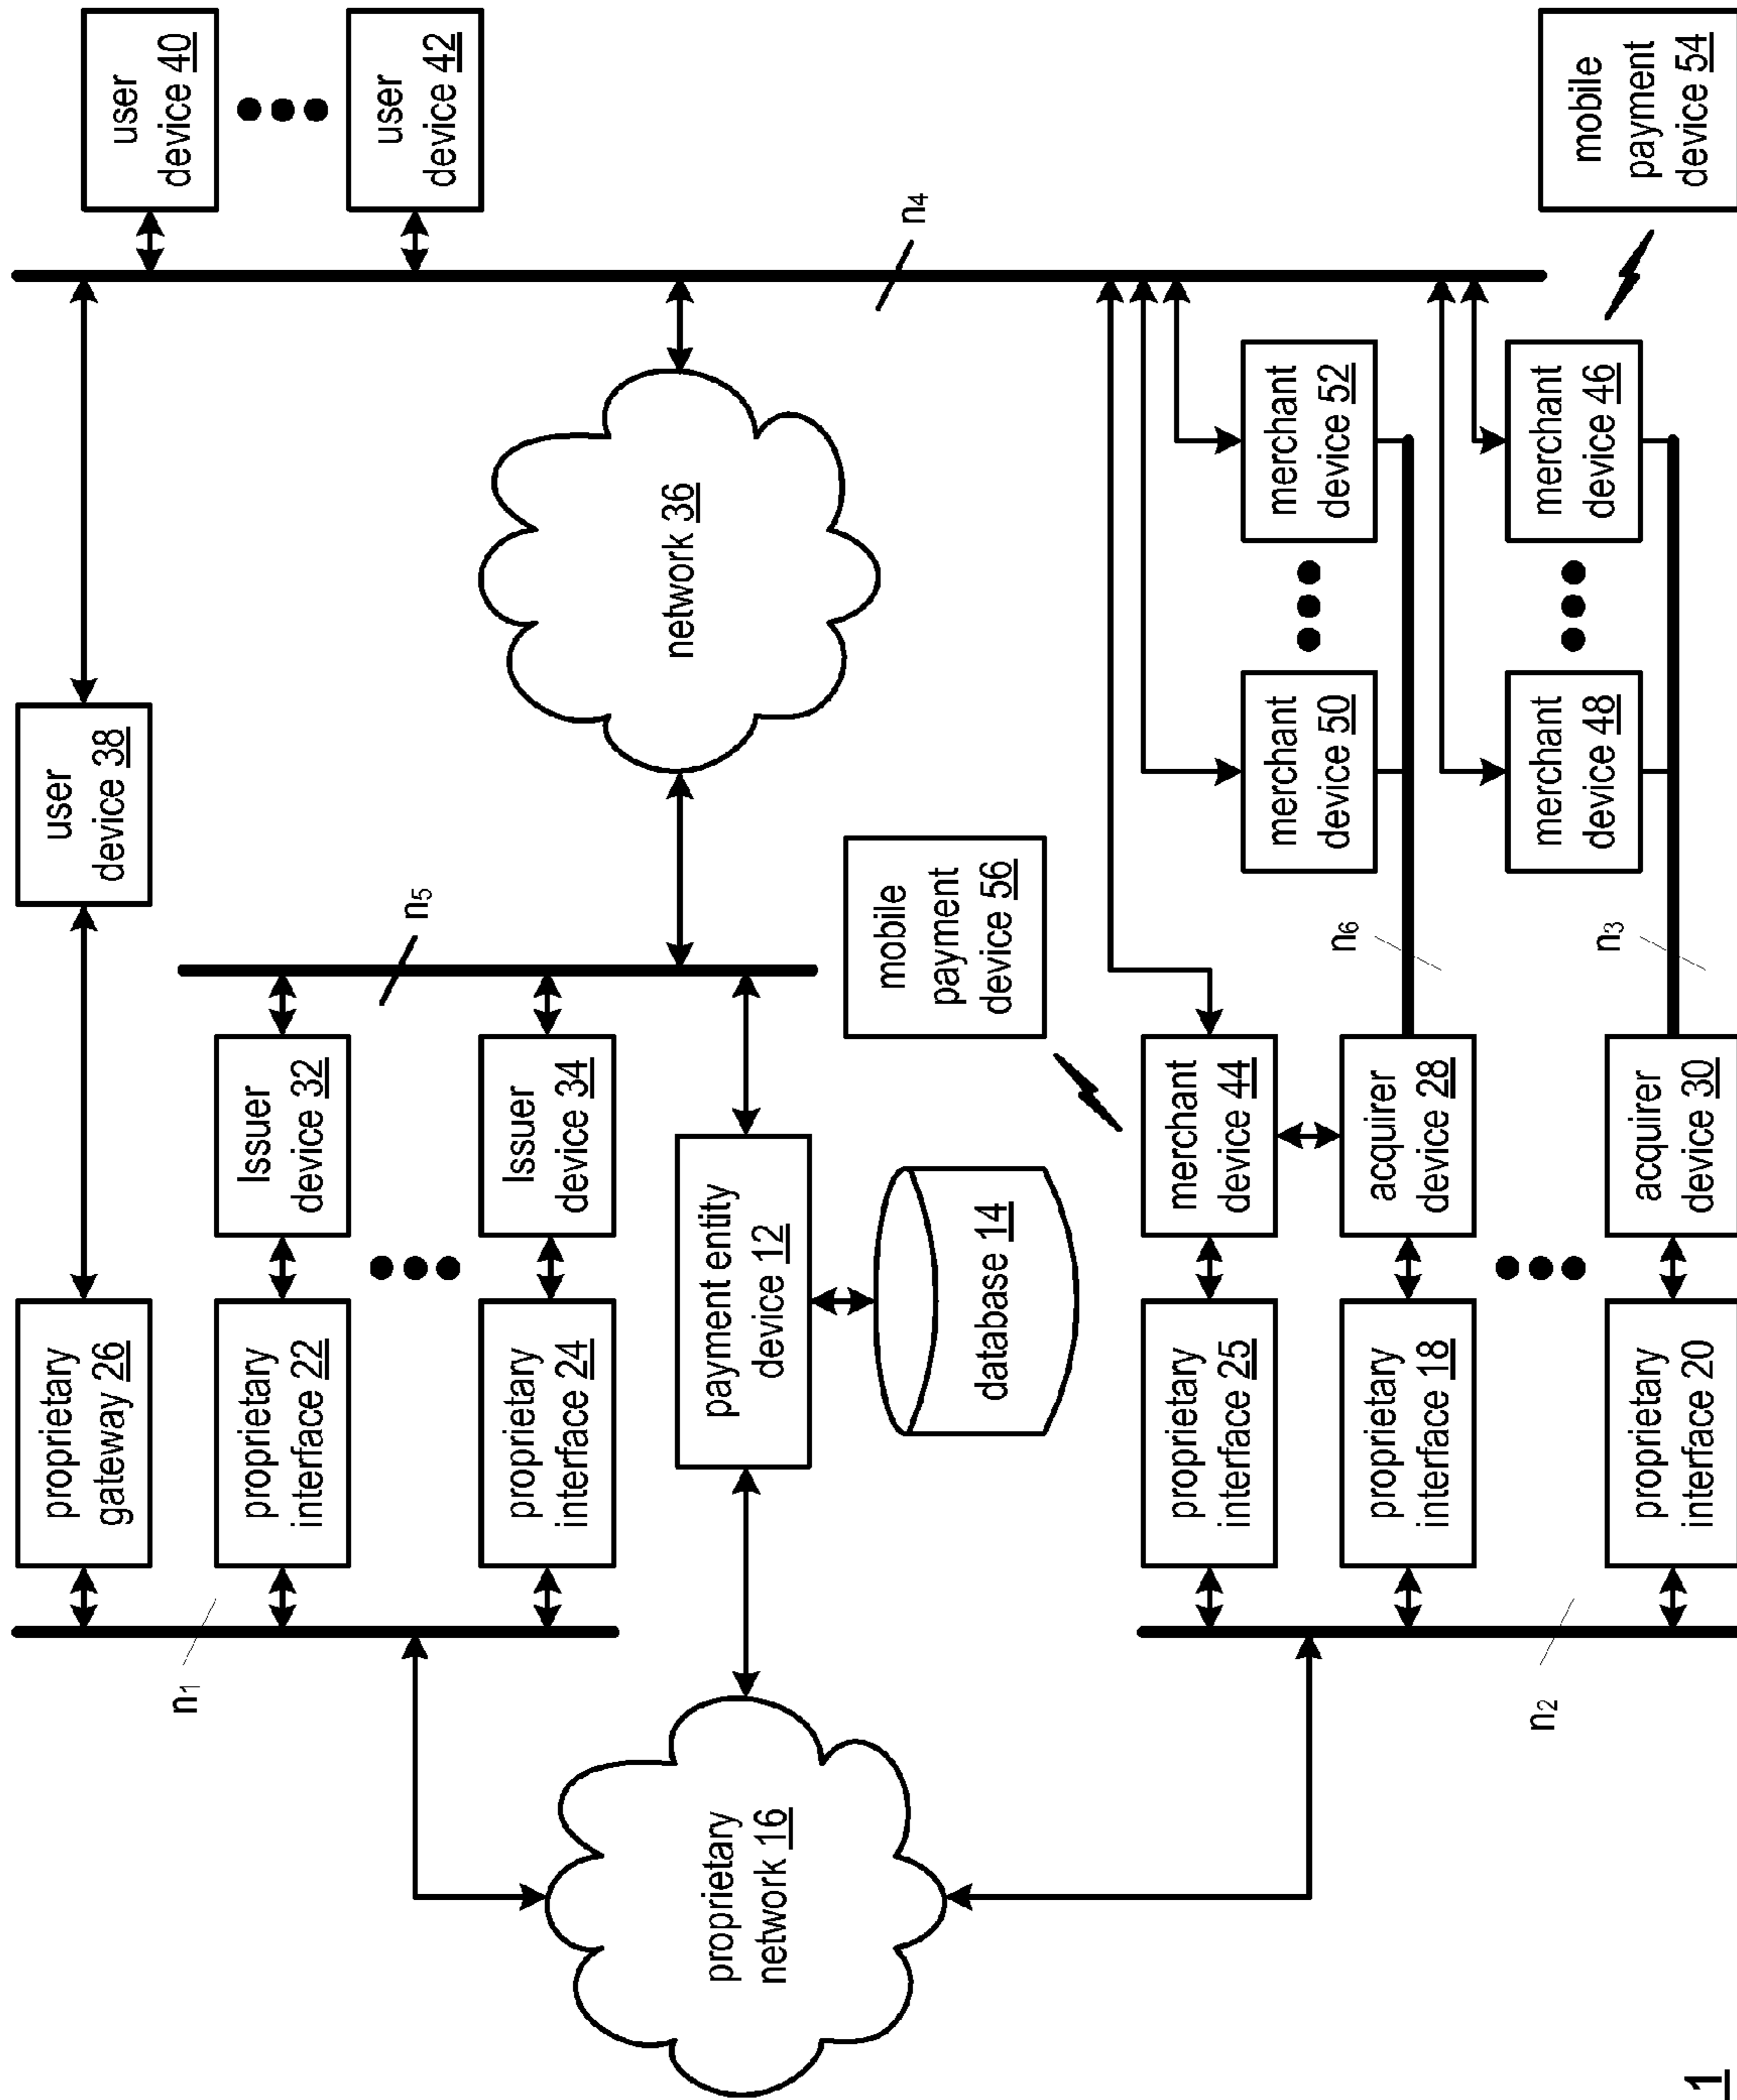 proprietary
gateway 26
user
device 38
user
device 40
user
device 42
n1
proprietary
interface 22
Issuer
device 32
n5
proprietary
interface 24
Issuer
device 34
proprietary
network 16
payment entity
device 12
network 36
database 14
n4
mobile
payment
device 56
proprietary
interface 25
merchant
device 44
proprietary
interface 18
acquirer
device 28
n6
merchant
device 50
merchant
device 52
n2
proprietary
interface 20
acquirer
device 30
n3
merchant
device 48
merchant
device 46
mobile
payment
device 54
1